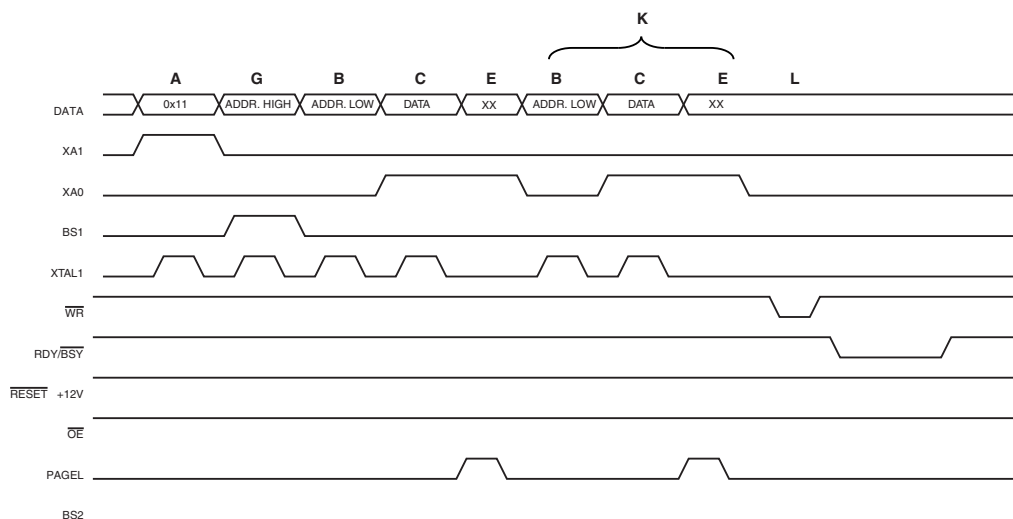 K
A G B C E B C E L
DATA 0x11 ADDR. HIGH ADDR. LOW DATA XX ADDR. LOW DATA XX
XA1
XA0
BS1
XTAL1
WR
RDY/BSY
RESET +12V
OE
PAGEL
BS2